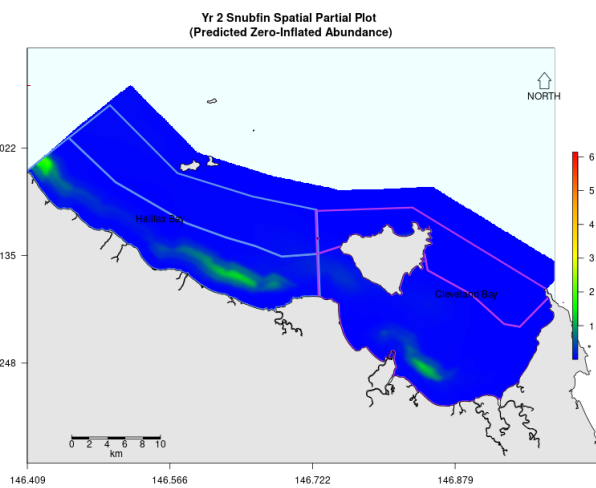 Yr 2 Snubfin Spatial Partial Plot
(Predicted Zero-Inflated Abundance)
NORTH
022
6
5
4
Halifax Bay
3
135
Cleveland Bay
2
1
248
0 2 4 6 8 10
km
146.409 146.566 146.722 146.879